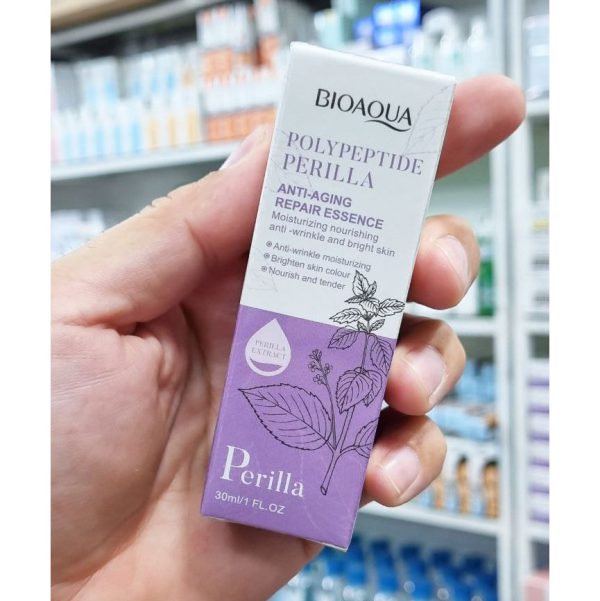 BIOAQUA
POLYPEPTIDE
PERILLA
ANTI-AGING
REPAIR ESSENCE
Moisturizing nourishing
anti -wrinkle and bright skin
Anti-wrinkle moisturizing
Brighten skin colour
Nourish and tender
PERILLA
EXTRACT
Perilla
30ml/1 FL.OZ